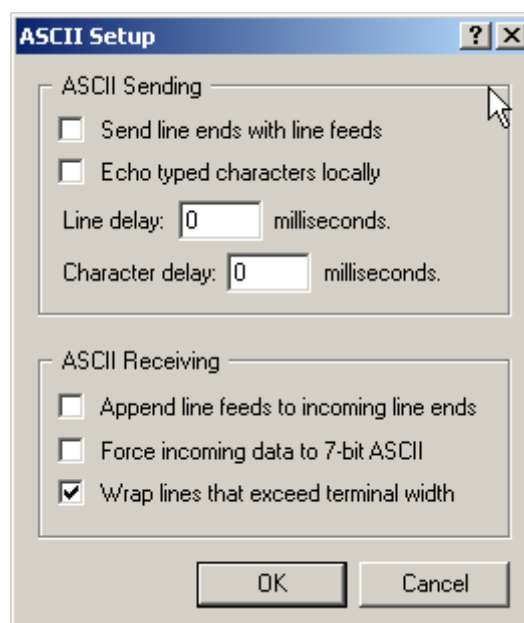 ASCII Setup
ASCII Sending
Send line ends with line feeds
Echo typed characters locally
Line delay: 0 milliseconds.
Character delay: 0 milliseconds.
ASCII Receiving
Append line feeds to incoming line ends
Force incoming data to 7-bit ASCII
Wrap lines that exceed terminal width
OK Cancel